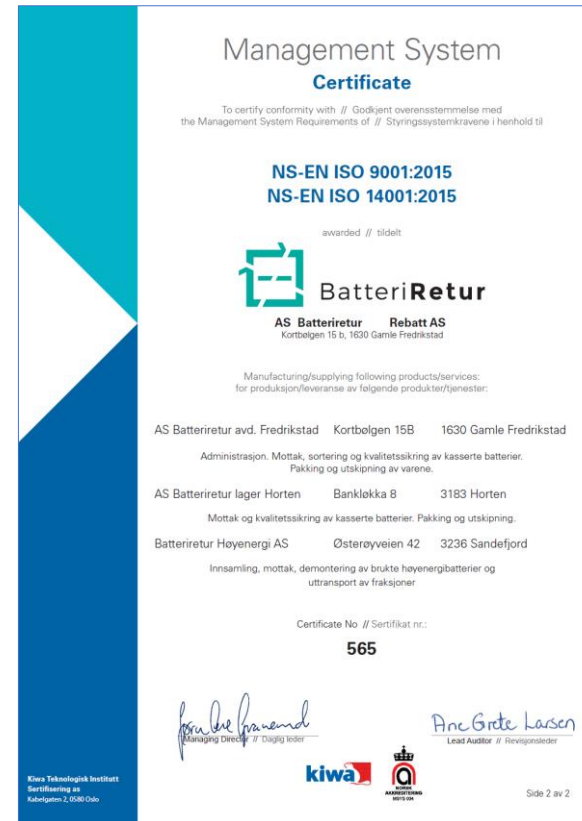 Management System
Certificate
To certify conformity with // Godkjent overensstemmelse med
the Management System Requirements of // Styringssystemkravene i henhold til
NS-EN ISO 9001:2015
NS-EN ISO 14001:2015
awarded // tildelt
BatteriRetur
AS Batteriretur Rebatt AS
Kortbølgen 15 b, 1630 Gamle Fredrikstad
Manufacturing/supplying following products/services:
for produksjon/leveranse av følgende produkter/tjenester:
AS Batteriretur avd. Fredrikstad Kortbølgen 15B 1630 Gamle Fredrikstad
Administrasjon. Mottak, sortering og kvalitetssikring av kasserte batterier.
Pakking og utskipning av varene.
AS Batteriretur lager Horten Bankløkka 8 3183 Horten
Mottak og kvalitetssikring av kasserte batterier. Pakking og utskipning.
Batteriretur Høyenergi AS Østerøyveien 42 3236 Sandefjord
Innsamling, mottak, demontering av brukte høyenergibatterier og
uttransport av fraksjoner
Certificate No // Sertifikat nr.:
565
Ane Grete Larsen
Managing Director // Daglig leder
Lead Auditor // Revisjonsleder
kiwa
NORSK
AKKREDITERING
MSYS 004
Kiwa Teknologisk Institutt
Sertifisering as
Kabelgaten 2, 0580 Oslo
Side 2 av 2